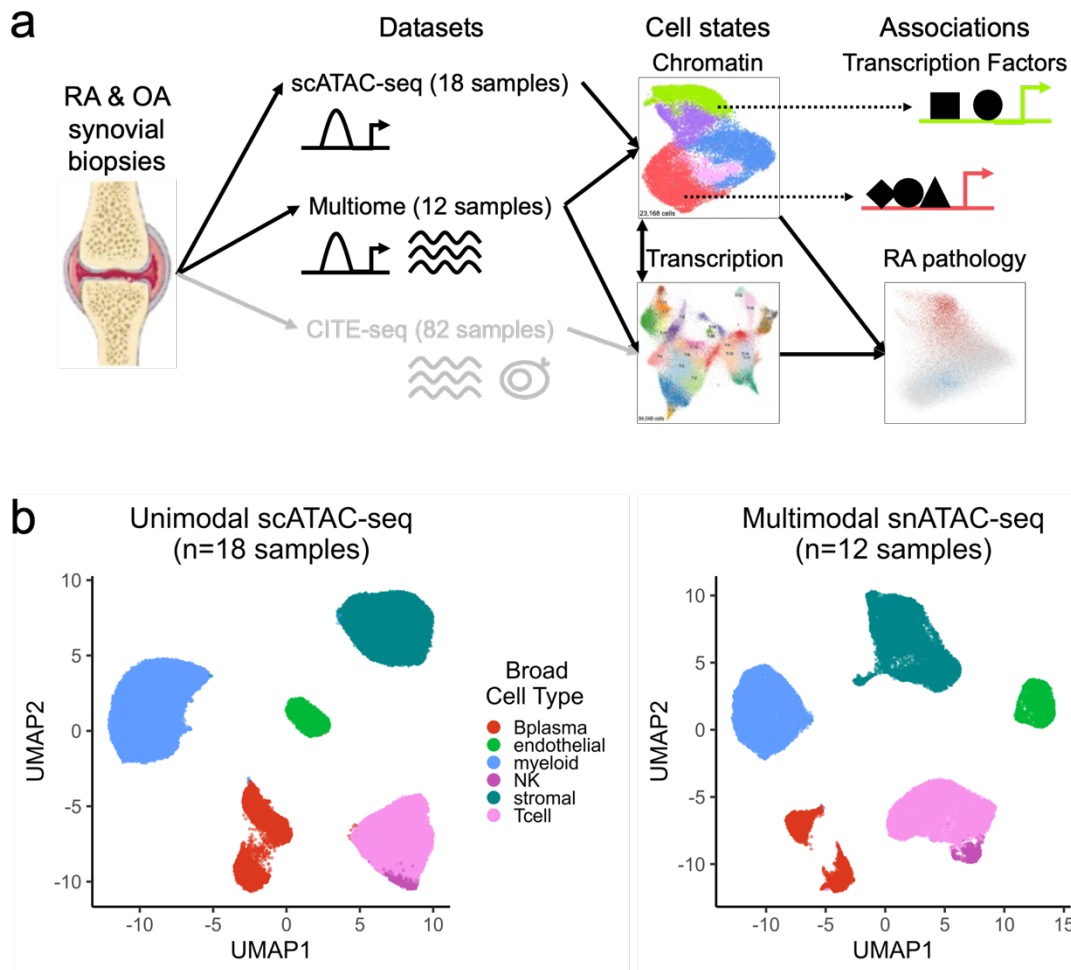 a
Datasets
Cell states
Associations
RA & OA
synovial
biopsies
scATAC-seq (18 samples)
Chromatin
Transcription Factors
23,168 cells
Multiome (12 samples)
Transcription
RA pathology
CITE-seq (82 samples)
b
Unimodal scATAC-seq
(n=18 samples)
UMAP2
10
5
0
-5
-10
-10
-5
0
5
10
UMAP1
Broad
Cell Type
Bplasma
endothelial
myeloid
NK
stromal
Tcell
Multimodal snATAC-seq
(n=12 samples)
UMAP2
10
5
0
-5
-10
-10
-5
0
5
10
15
UMAP1